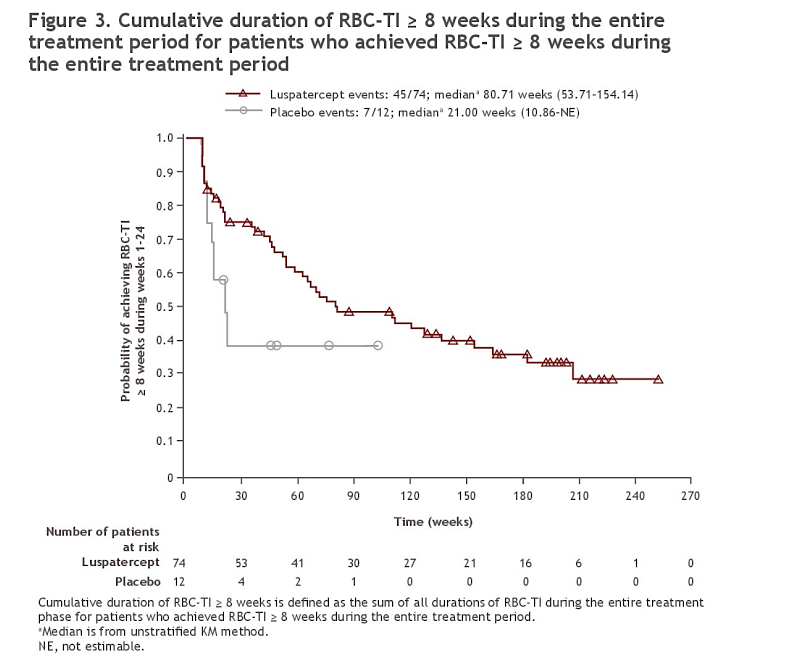 Figure 3. Cumulative duration of RBC-TI ≥ 8 weeks during the entire
treatment period for patients who achieved RBC-TI ≥ 8 weeks during
the entire treatment period
Luspatercept events: 45/74; medianᵃ 80.71 weeks (53.71-154.14)
Placebo events: 7/12; medianᵃ 21.00 weeks (10.86-NE)
Probability of achieving RBC-TI
≥ 8 weeks during weeks 1-24
1.0
0.9
0.8
0.7
0.6
0.5
0.4
0.3
0.2
0.1
0
0 30 60 90 120 150 180 210 240 270
Time (weeks)
Number of patients
at risk
Luspatercept 74 53 41 30 27 21 16 6 1 0
Placebo 12 4 2 1 0 0 0 0 0 0
Cumulative duration of RBC-TI ≥ 8 weeks is defined as the sum of all durations of RBC-TI during the entire treatment
phase for patients who achieved RBC-TI ≥ 8 weeks during the entire treatment period.
ᵃMedian is from unstratified KM method.
NE, not estimable.